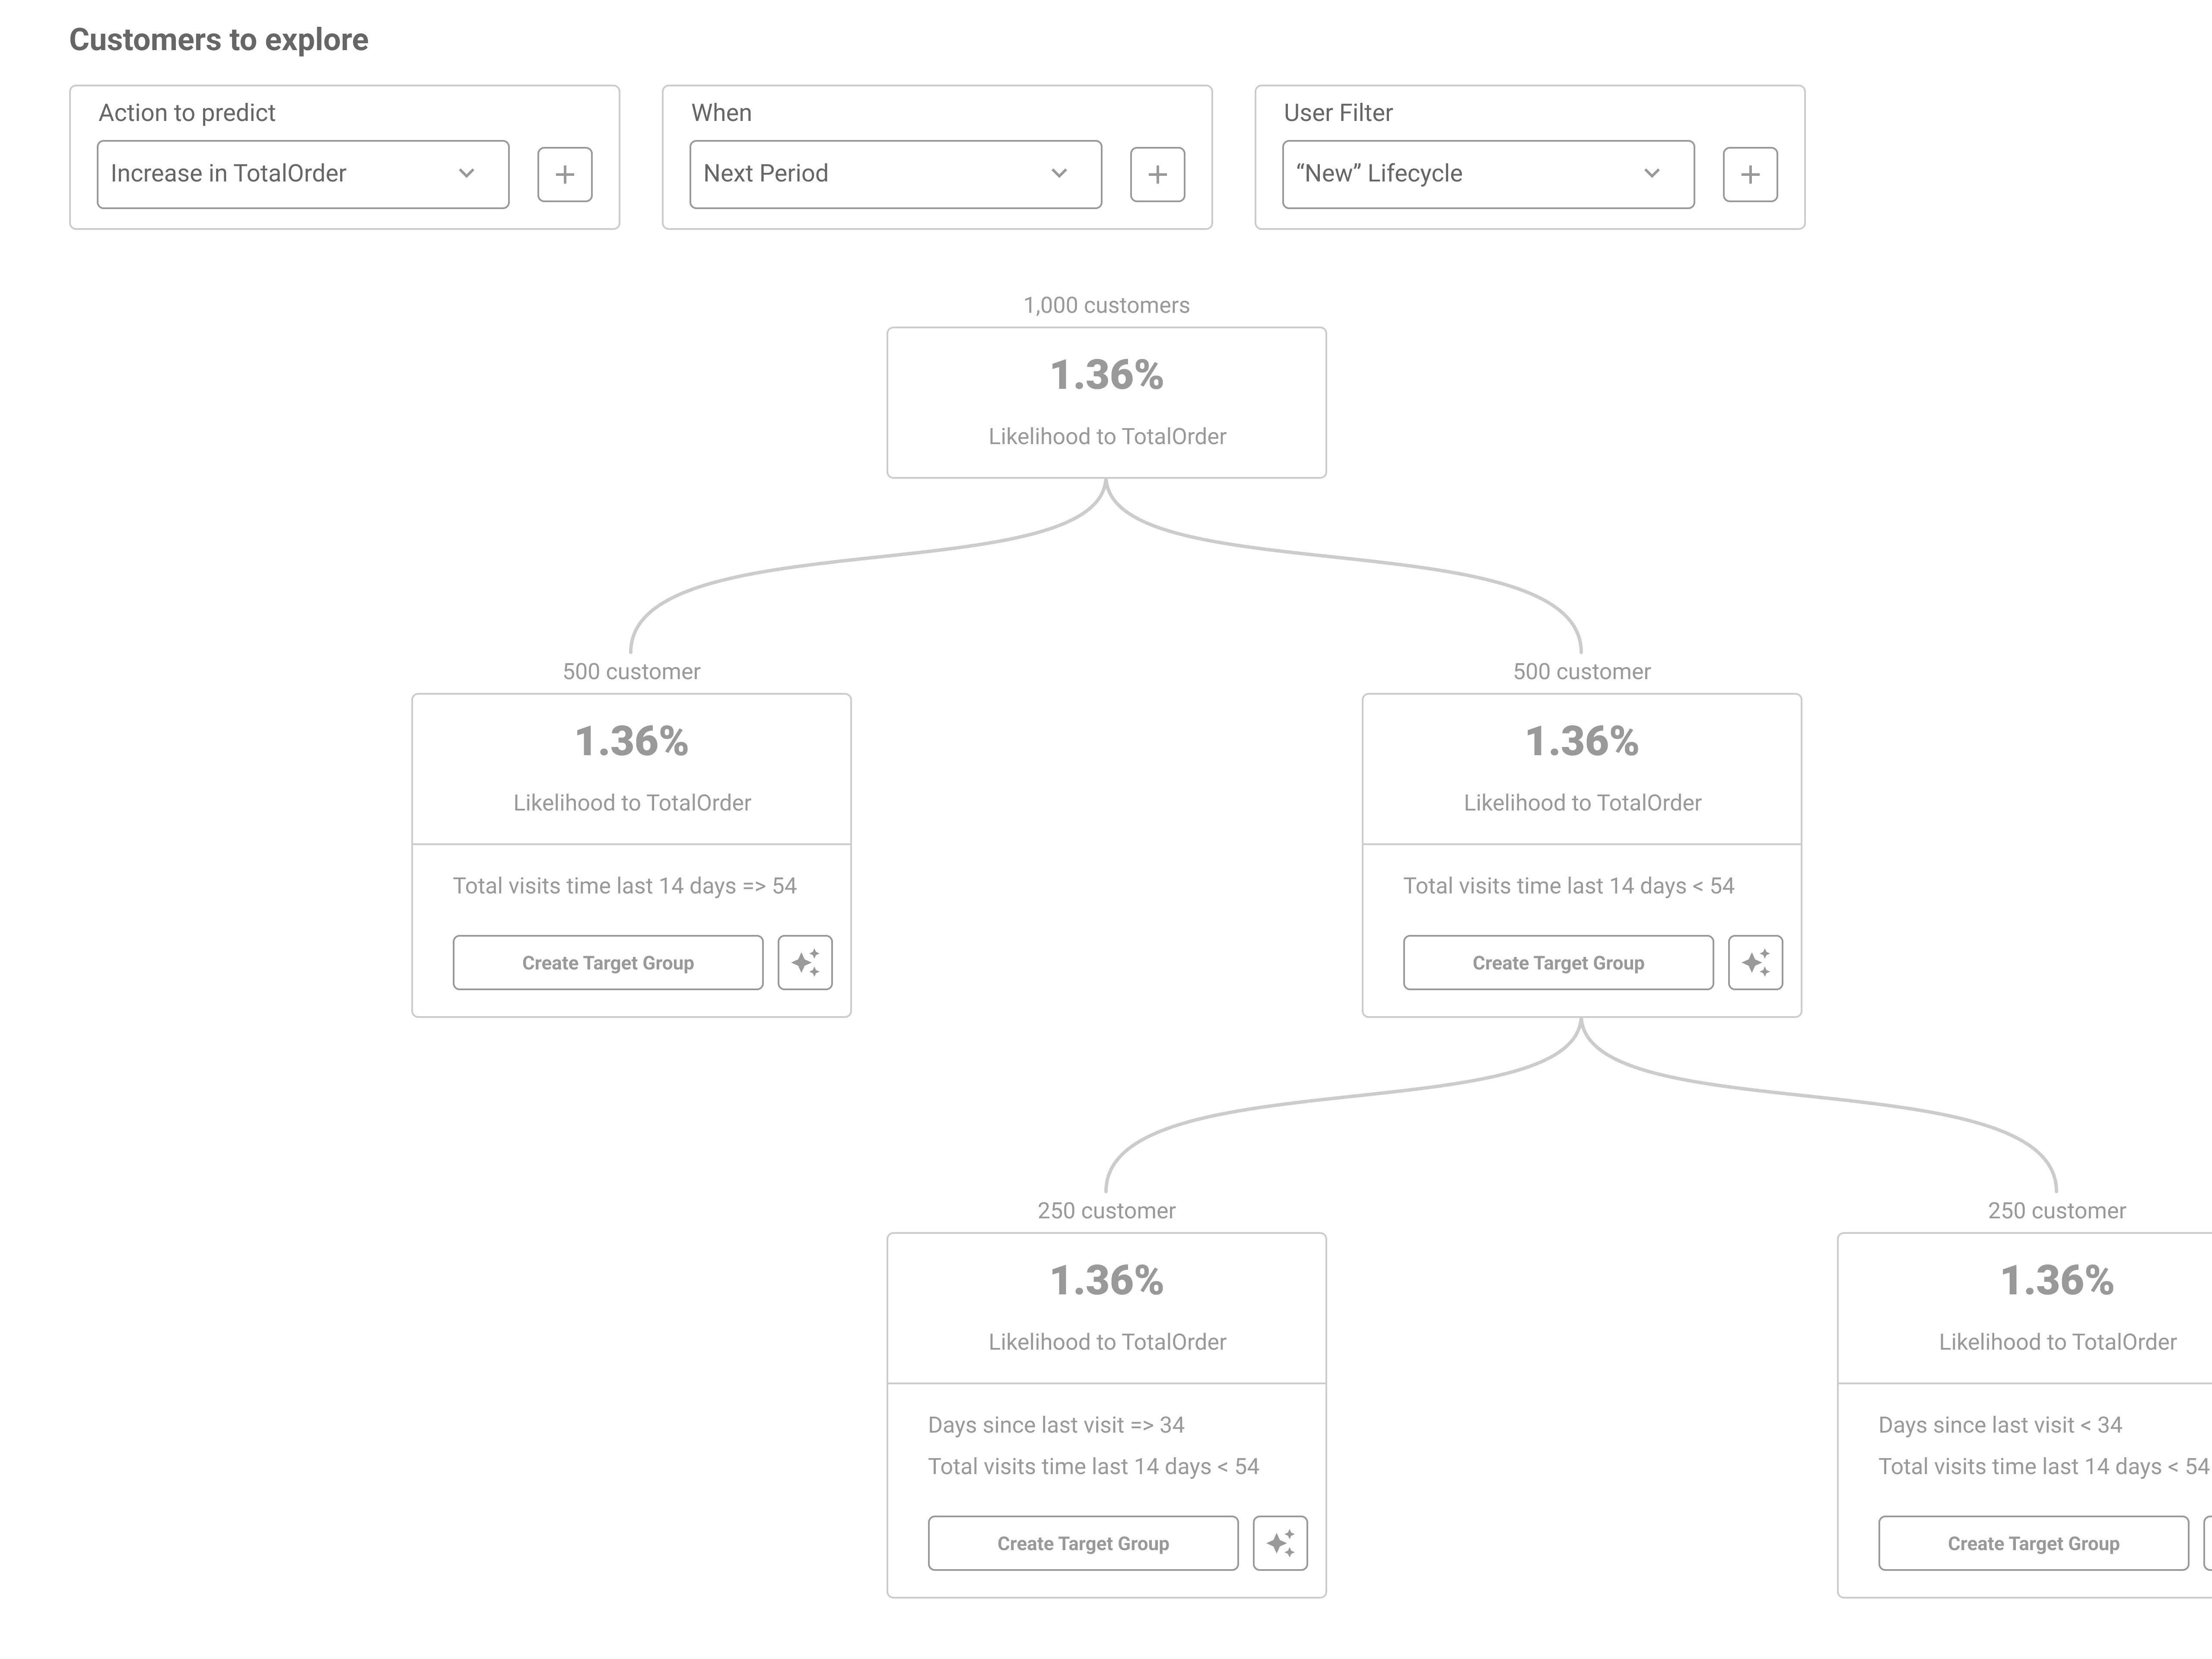 Customers to explore
Action to predict
Increase in TotalOrder
When
Next Period
User Filter
“New” Lifecycle
1,000 customers
1.36%
Likelihood to TotalOrder
500 customer
1.36%
Likelihood to TotalOrder
Total visits time last 14 days => 54
Create Target Group
500 customer
1.36%
Likelihood to TotalOrder
Total visits time last 14 days < 54
Create Target Group
250 customer
1.36%
Likelihood to TotalOrder
Days since last visit => 34
Total visits time last 14 days < 54
Create Target Group
250 customer
1.36%
Likelihood to TotalOrder
Days since last visit < 34
Total visits time last 14 days < 54
Create Target Group